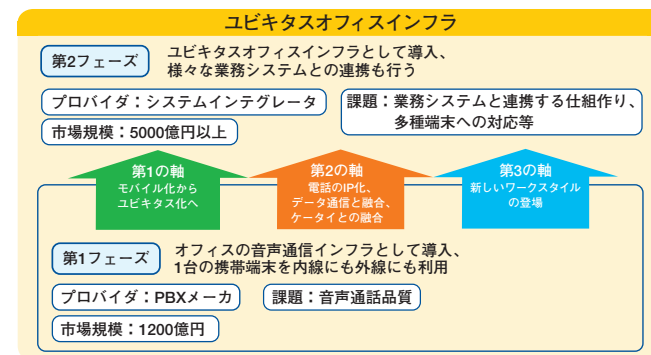 ユビキタスオフィスインフラ
第2フェーズ
ユビキタスオフィスインフラとして導入、
様々な業務システムとの連携も行う
プロバイダ：システムインテグレータ
市場規模：5000億円以上
課題：業務システムと連携する仕組作り、
多種端末への対応等
第1の軸
モバイル化から
ユビキタス化へ
第2の軸
電話のIP化、
データ通信と融合、
ケータイとの融合
第3の軸
新しいワークスタイル
の登場
第1フェーズ
オフィスの音声通信インフラとして導入、
1台の携帯端末を内線にも外線にも利用
プロバイダ：PBXメーカ
課題：音声通話品質
市場規模：1200億円